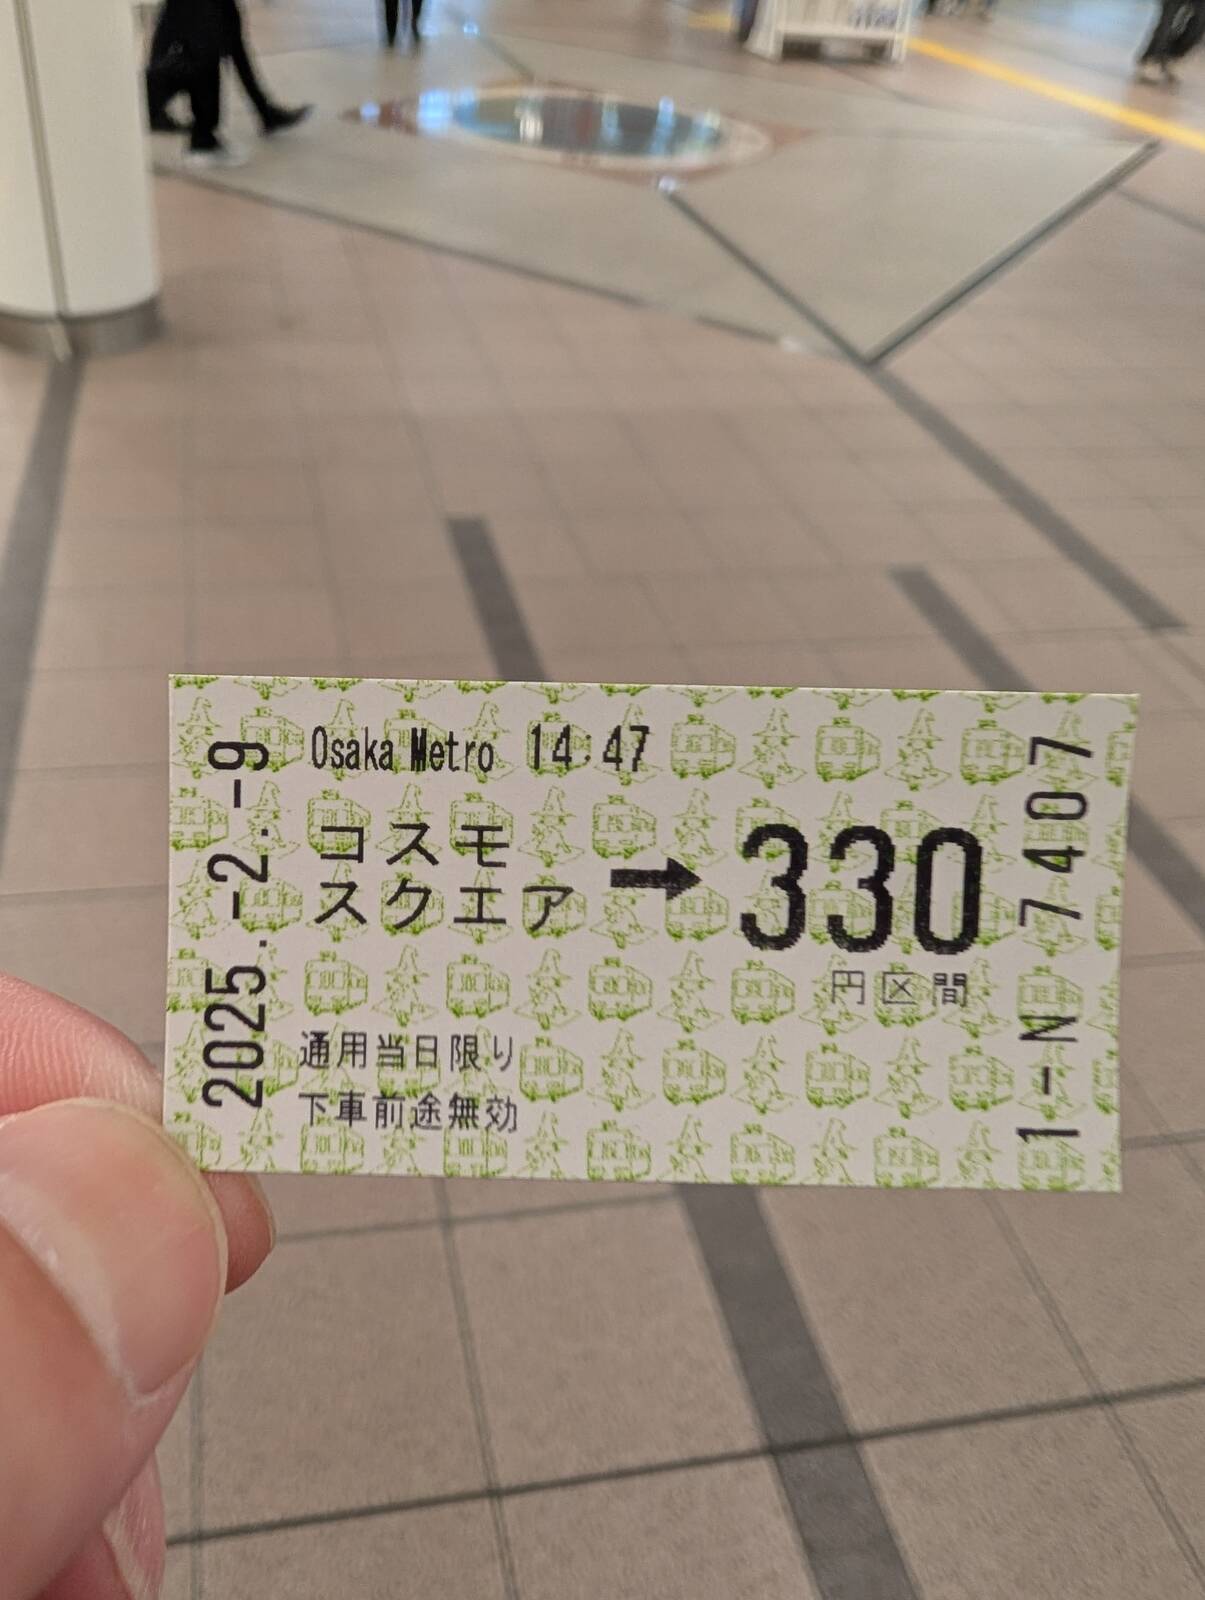 2025.-2.-9
Osaka Metro 14:47
コスモ
スクエア
→330
円区間
通用当日限り
下車前途無効
1-N 7407